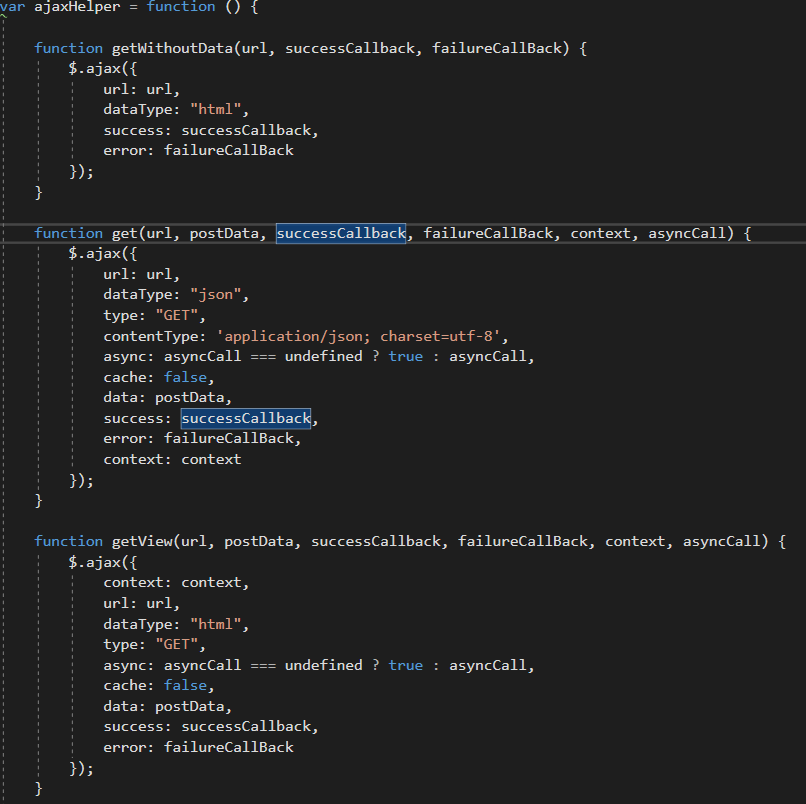 var ajaxHelper = function () {
function getWithoutData(url, successCallback, failureCallBack) {
$.ajax({
url: url,
dataType: "html",
success: successCallback,
error: failureCallBack
});
}
function get(url, postData, successCallback, failureCallBack, context, asyncCall) {
$.ajax({
url: url,
dataType: "json",
type: "GET",
contentType: 'application/json; charset=utf-8',
async: asyncCall === undefined ? true : asyncCall,
cache: false,
data: postData,
success: successCallback,
error: failureCallBack,
context: context
});
}
function getView(url, postData, successCallback, failureCallBack, context, asyncCall) {
$.ajax({
context: context,
url: url,
dataType: "html",
type: "GET",
async: asyncCall === undefined ? true : asyncCall,
cache: false,
data: postData,
success: successCallback,
error: failureCallBack
});
}